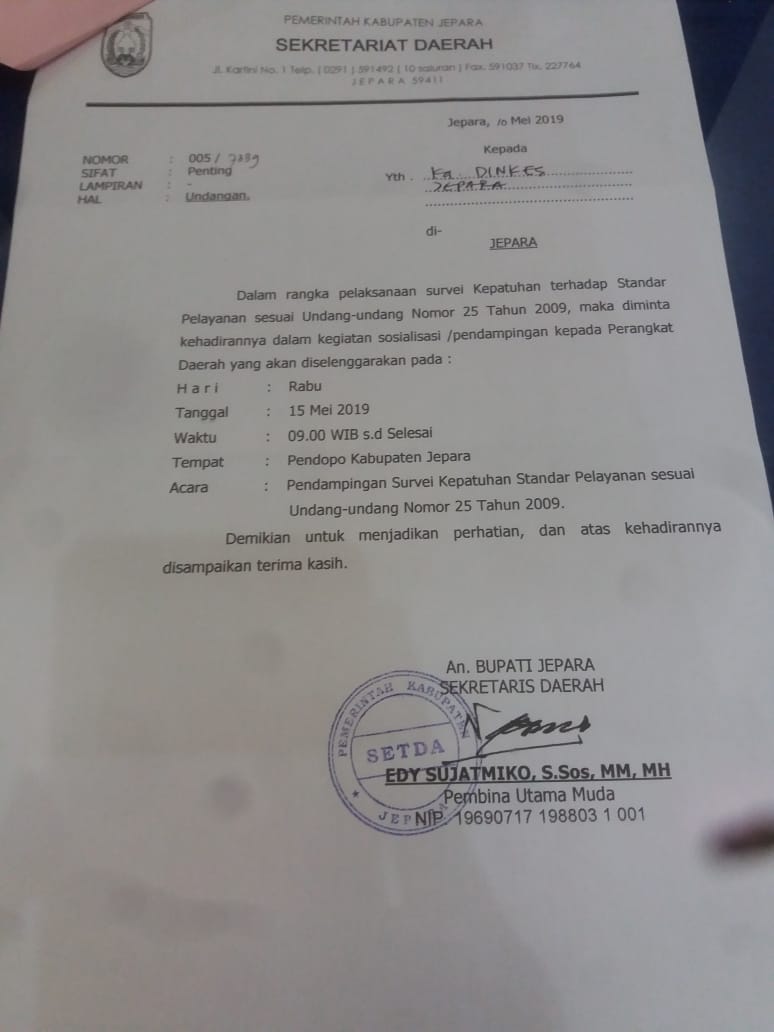 PEMERINTAH KABUPATEN JEPARA
SEKRETARIAT DAERAH
JL. Kartini No. 1 Telp. ( 0291 ) 591492 ( 10 saluran ) Fax. 591037 Tlx. 227764
J E P A R A 59411
Jepara, 10 Mei 2019
Kepada
NOMOR : 005 /
SIFAT : Penting
LAMPIRAN : -
HAL : Undangan.
Yth . Ka DINKES
JEPARA
di-
JEPARA
Dalam rangka pelaksanaan survei Kepatuhan terhadap Standar
Pelayanan sesuai Undang-undang Nomor 25 Tahun 2009, maka diminta
kehadirannya dalam kegiatan sosialisasi /pendampingan kepada Perangkat
Daerah yang akan diselenggarakan pada :
H a r i : Rabu
Tanggal : 15 Mei 2019
Waktu : 09.00 WIB s.d Selesai
Tempat : Pendopo Kabupaten Jepara
Acara : Pendampingan Survei Kepatuhan Standar Pelayanan sesuai
Undang-undang Nomor 25 Tahun 2009.
Demikian untuk menjadikan perhatian, dan atas kehadirannya
disampaikan terima kasih.
An. BUPATI JEPARA
SEKRETARIS DAERAH
PEMERINTAH KABUPATEN
SETDA
JEPARA
EDY SUJATMIKO, S.Sos, MM, MH
Pembina Utama Muda
NIP. 19690717 198803 1 001